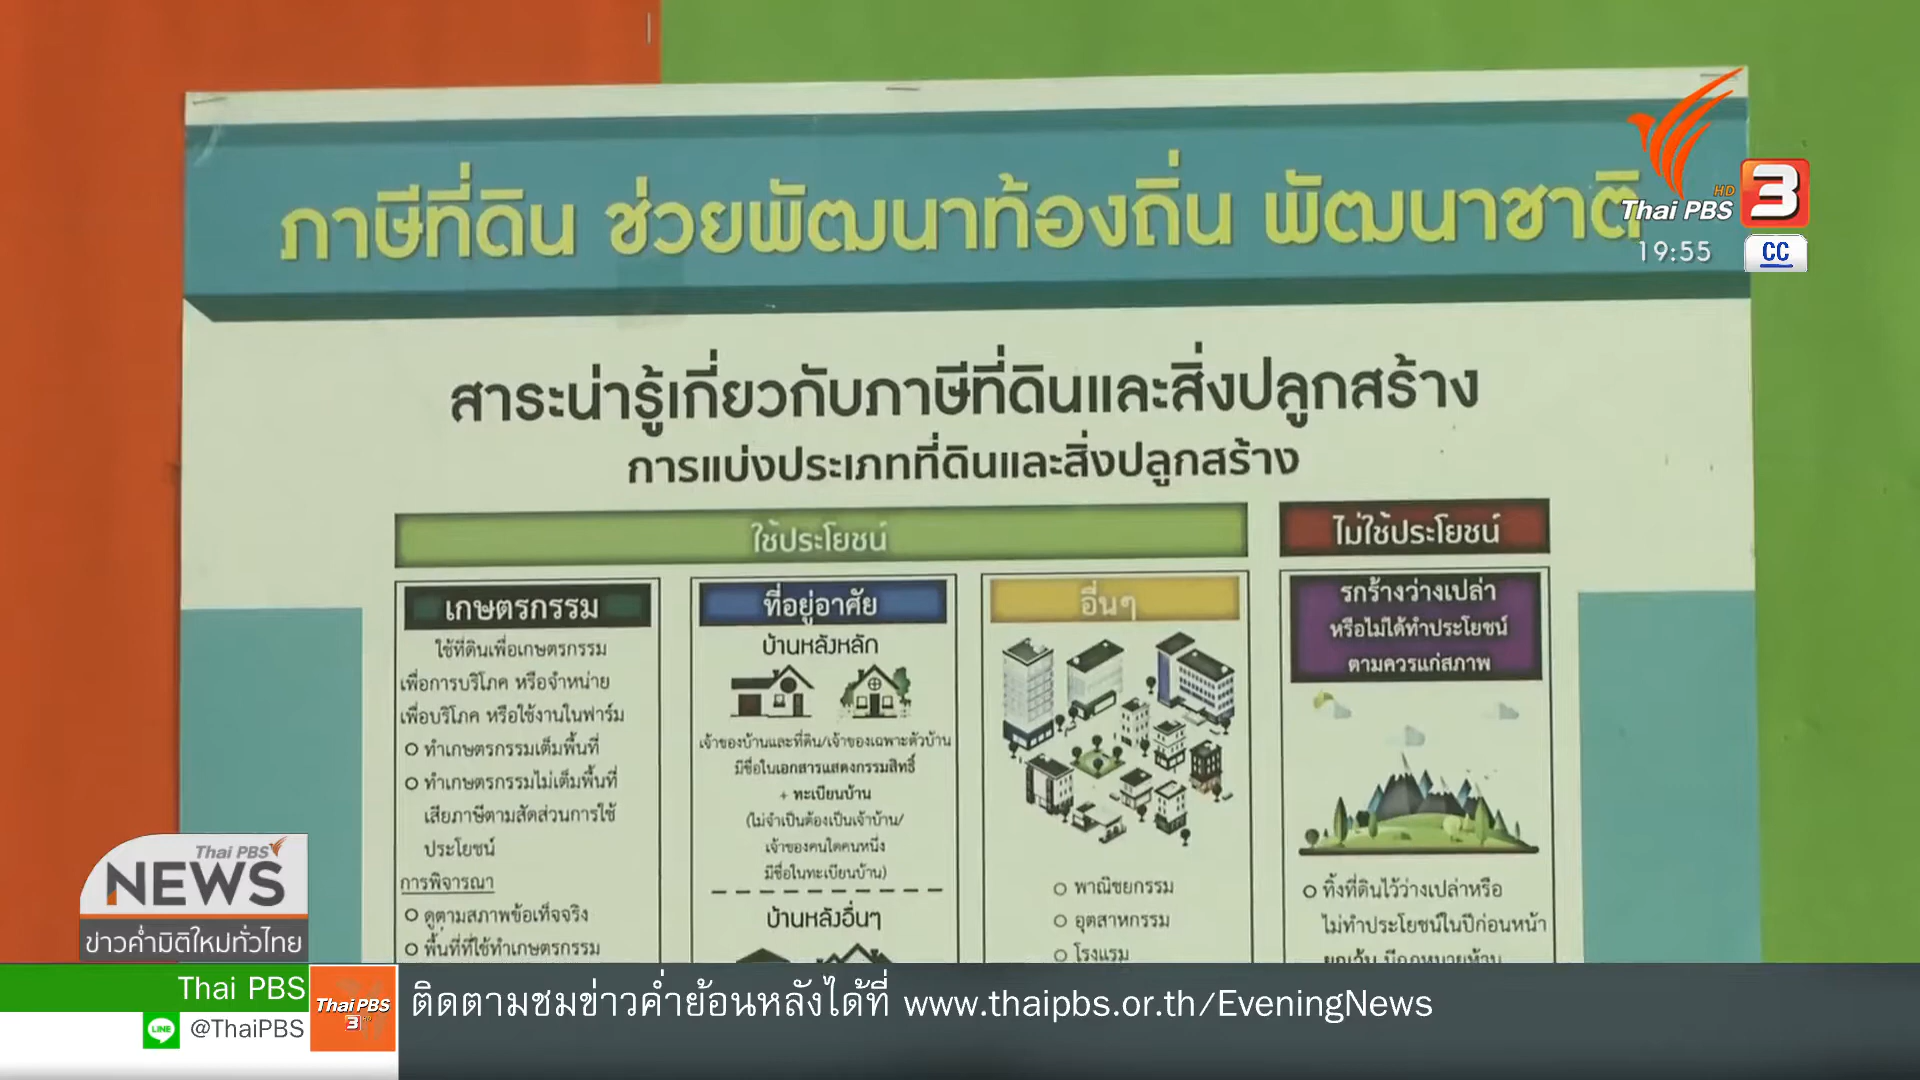 ภาษีที่ดิน ช่วยพัฒนาท้องถิ่น พัฒนาชาติ
HD
Thai PBS
3
19:55
CC
สาระน่ารู้เกี่ยวกับภาษีที่ดินและสิ่งปลูกสร้าง
การแบ่งประเภทที่ดินและสิ่งปลูกสร้าง
ใช้ประโยชน์
ไม่ใช้ประโยชน์
เกษตรกรรม
ใช้ที่ดินเพื่อเกษตรกรรม
เพื่อการบริโภค หรือจำหน่าย
เพื่อบริโภค หรือใช้งานในฟาร์ม
ทำเกษตรกรรมเต็มพื้นที่
ทำเกษตรกรรมไม่เต็มพื้นที่
เสียภาษีตามสัดส่วนการใช้
ประโยชน์
การพิจารณา
ดูตามสภาพข้อเท็จจริง
พื้นที่ที่ใช้ทำเกษตรกรรม
ที่อยู่อาศัย
บ้านหลังหลัก
เจ้าของบ้านและที่ดิน/เจ้าของเฉพาะตัวบ้าน
มีชื่อในเอกสารแสดงกรรมสิทธิ์
+ ทะเบียนบ้าน
(ไม่จำเป็นต้องเป็นเจ้าบ้าน/
เจ้าของคนใดคนหนึ่ง
มีชื่อในทะเบียนบ้าน)
บ้านหลังอื่นๆ
อื่นๆ
พาณิชยกรรม
อุตสาหกรรม
โรงแรม
รกร้างว่างเปล่า
หรือไม่ได้ทำประโยชน์
ตามควรแก่สภาพ
ทิ้งที่ดินไว้ว่างเปล่าหรือ
ไม่ทำประโยชน์ในปีก่อนหน้า
Thai PBS
NEWS
ข่าวค่ำมิติใหม่ทั่วไทย
Thai PBS
LINE @ThaiPBS
Thai PBS
3
ติดตามชมข่าวค่ำย้อนหลังได้ที่ www.thaipbs.or.th/EveningNews